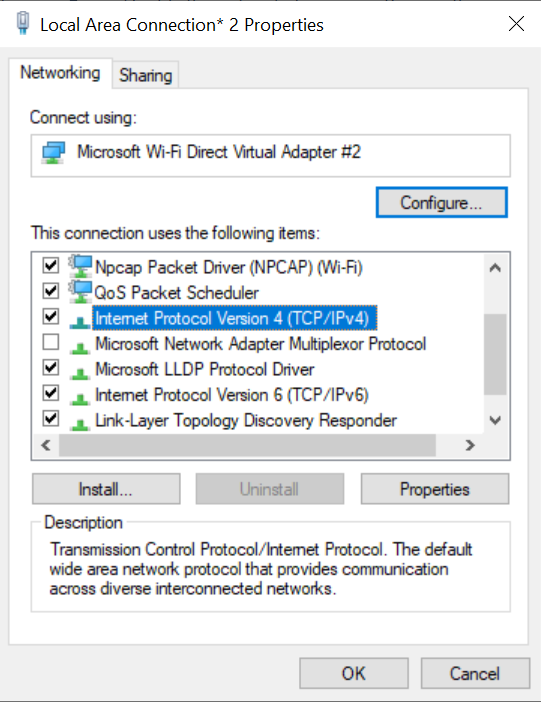 Local Area Connection* 2 Properties
Networking
Sharing
Connect using:
Microsoft Wi-Fi Direct Virtual Adapter #2
Configure...
This connection uses the following items:
Npcap Packet Driver (NPCAP) (Wi-Fi)
QoS Packet Scheduler
Internet Protocol Version 4 (TCP/IPv4)
Microsoft Network Adapter Multiplexor Protocol
Microsoft LLDP Protocol Driver
Internet Protocol Version 6 (TCP/IPv6)
Link-Layer Topology Discovery Responder
Install...
Uninstall
Properties
Description
Transmission Control Protocol/Internet Protocol. The default
wide area network protocol that provides communication
across diverse interconnected networks.
OK
Cancel